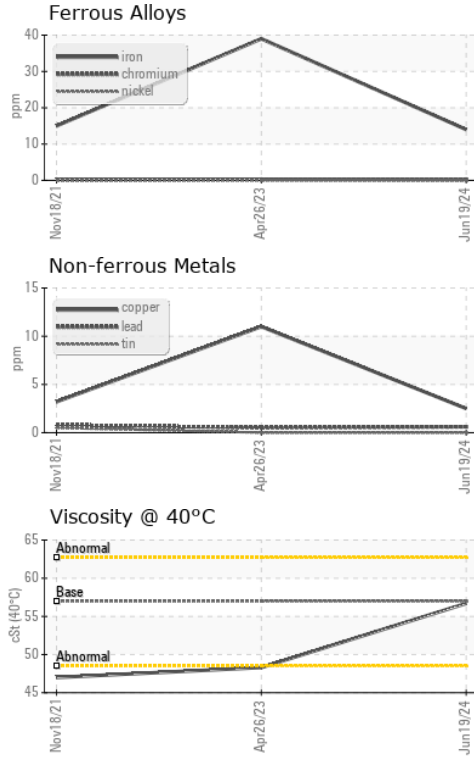 Ferrous Alloys
40
30
20
10
0
ppm
iron
chromium
nickel
Nov18/21
Apr26/23
Jun19/24
Non-ferrous Metals
15
10
5
0
ppm
copper
lead
tin
Nov18/21
Apr26/23
Jun19/24
Viscosity @ 40°C
65
60
55
50
45
cSt (40°C)
Abnormal
Base
Abnormal
Nov18/21
Apr26/23
Jun19/24